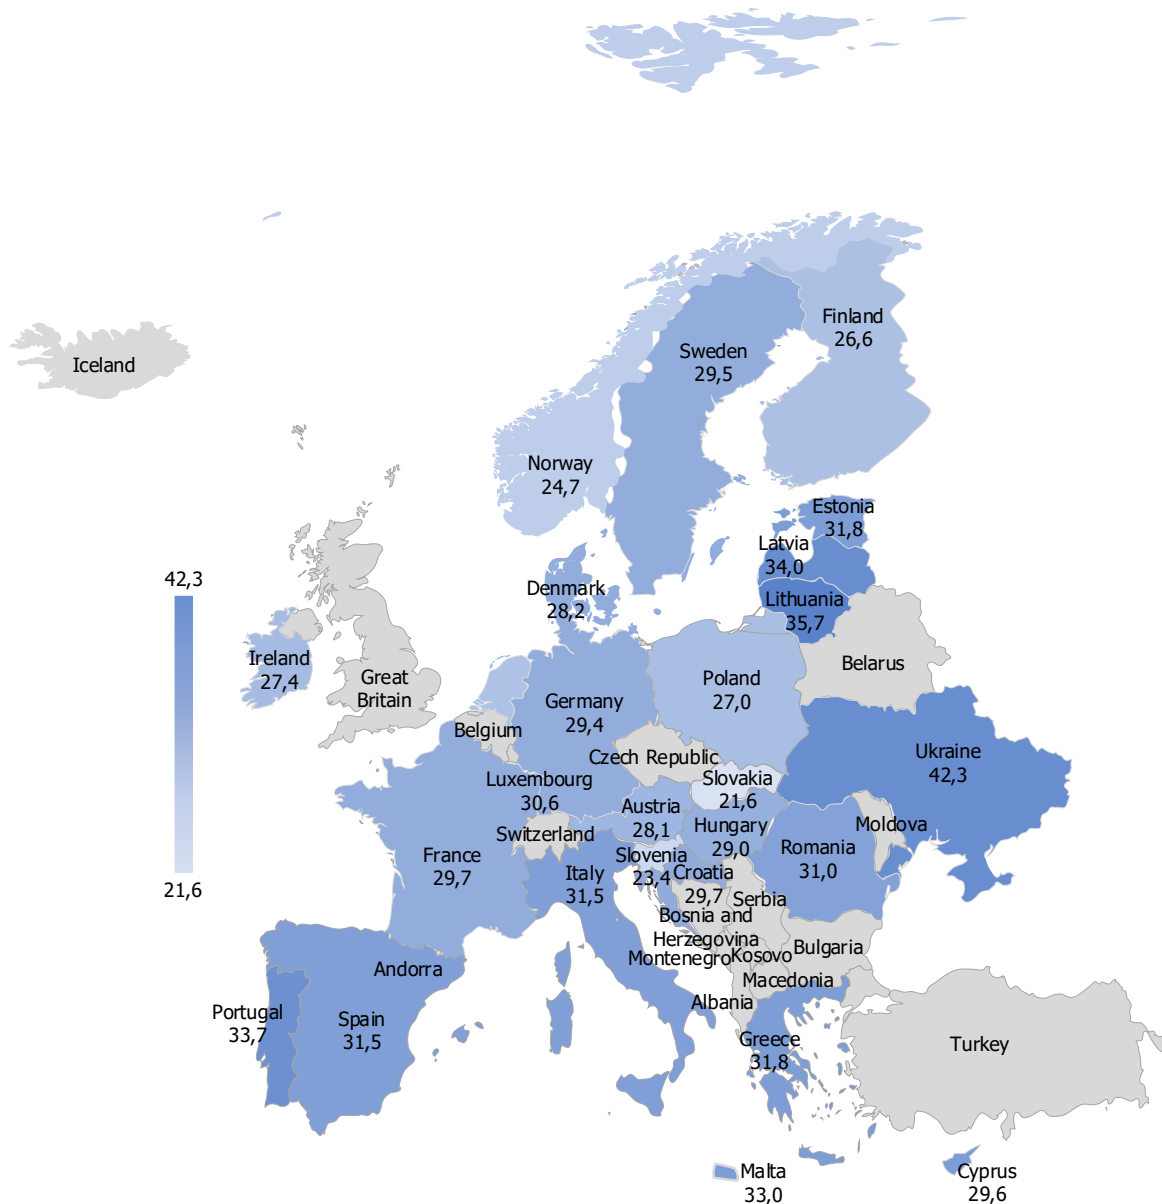 Iceland
Finland
26,6
Sweden
29,5
Norway
24,7
Estonia
31,8
Latvia
34,0
Lithuania
35,7
Denmark
28,2
42,3
21,6
Ireland
27,4
Great
Britain
Belarus
Poland
27,0
Germany
29,4
Belgium
Czech Republic
Ukraine
42,3
Luxembourg
30,6
Slovakia
21,6
Austria
28,1
Hungary
29,0
Moldova
Switzerland
Romania
31,0
France
29,7
Italy
31,5
Slovenia
23,4
Croatia
29,7
Serbia
Bosnia and
Herzegovina
Montenegro
Kosovo
Bulgaria
Macedonia
Albania
Andorra
Portugal
33,7
Spain
31,5
Greece
31,8
Turkey
Malta
33,0
Cyprus
29,6